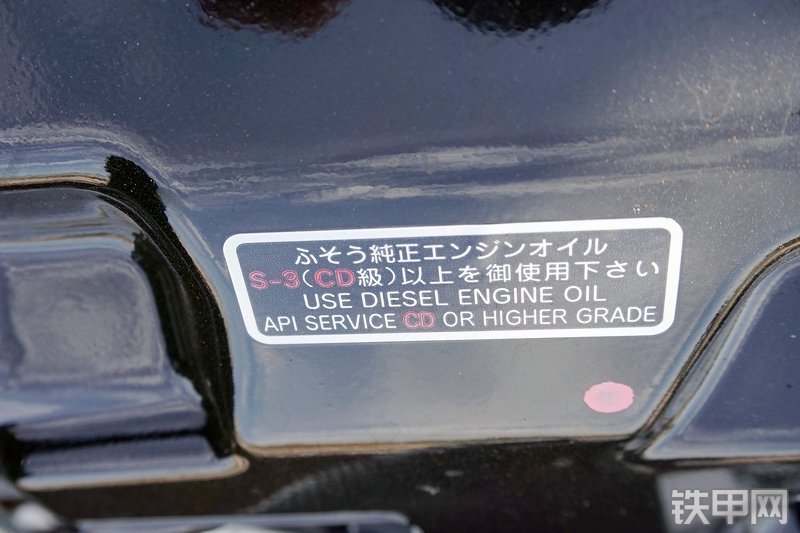 ふそう純正エンジンオイル
S-3(CD級)以上を御使用下さい
USE DIESEL ENGINE OIL
API SERVICE CD OR HIGHER GRADE
铁甲网